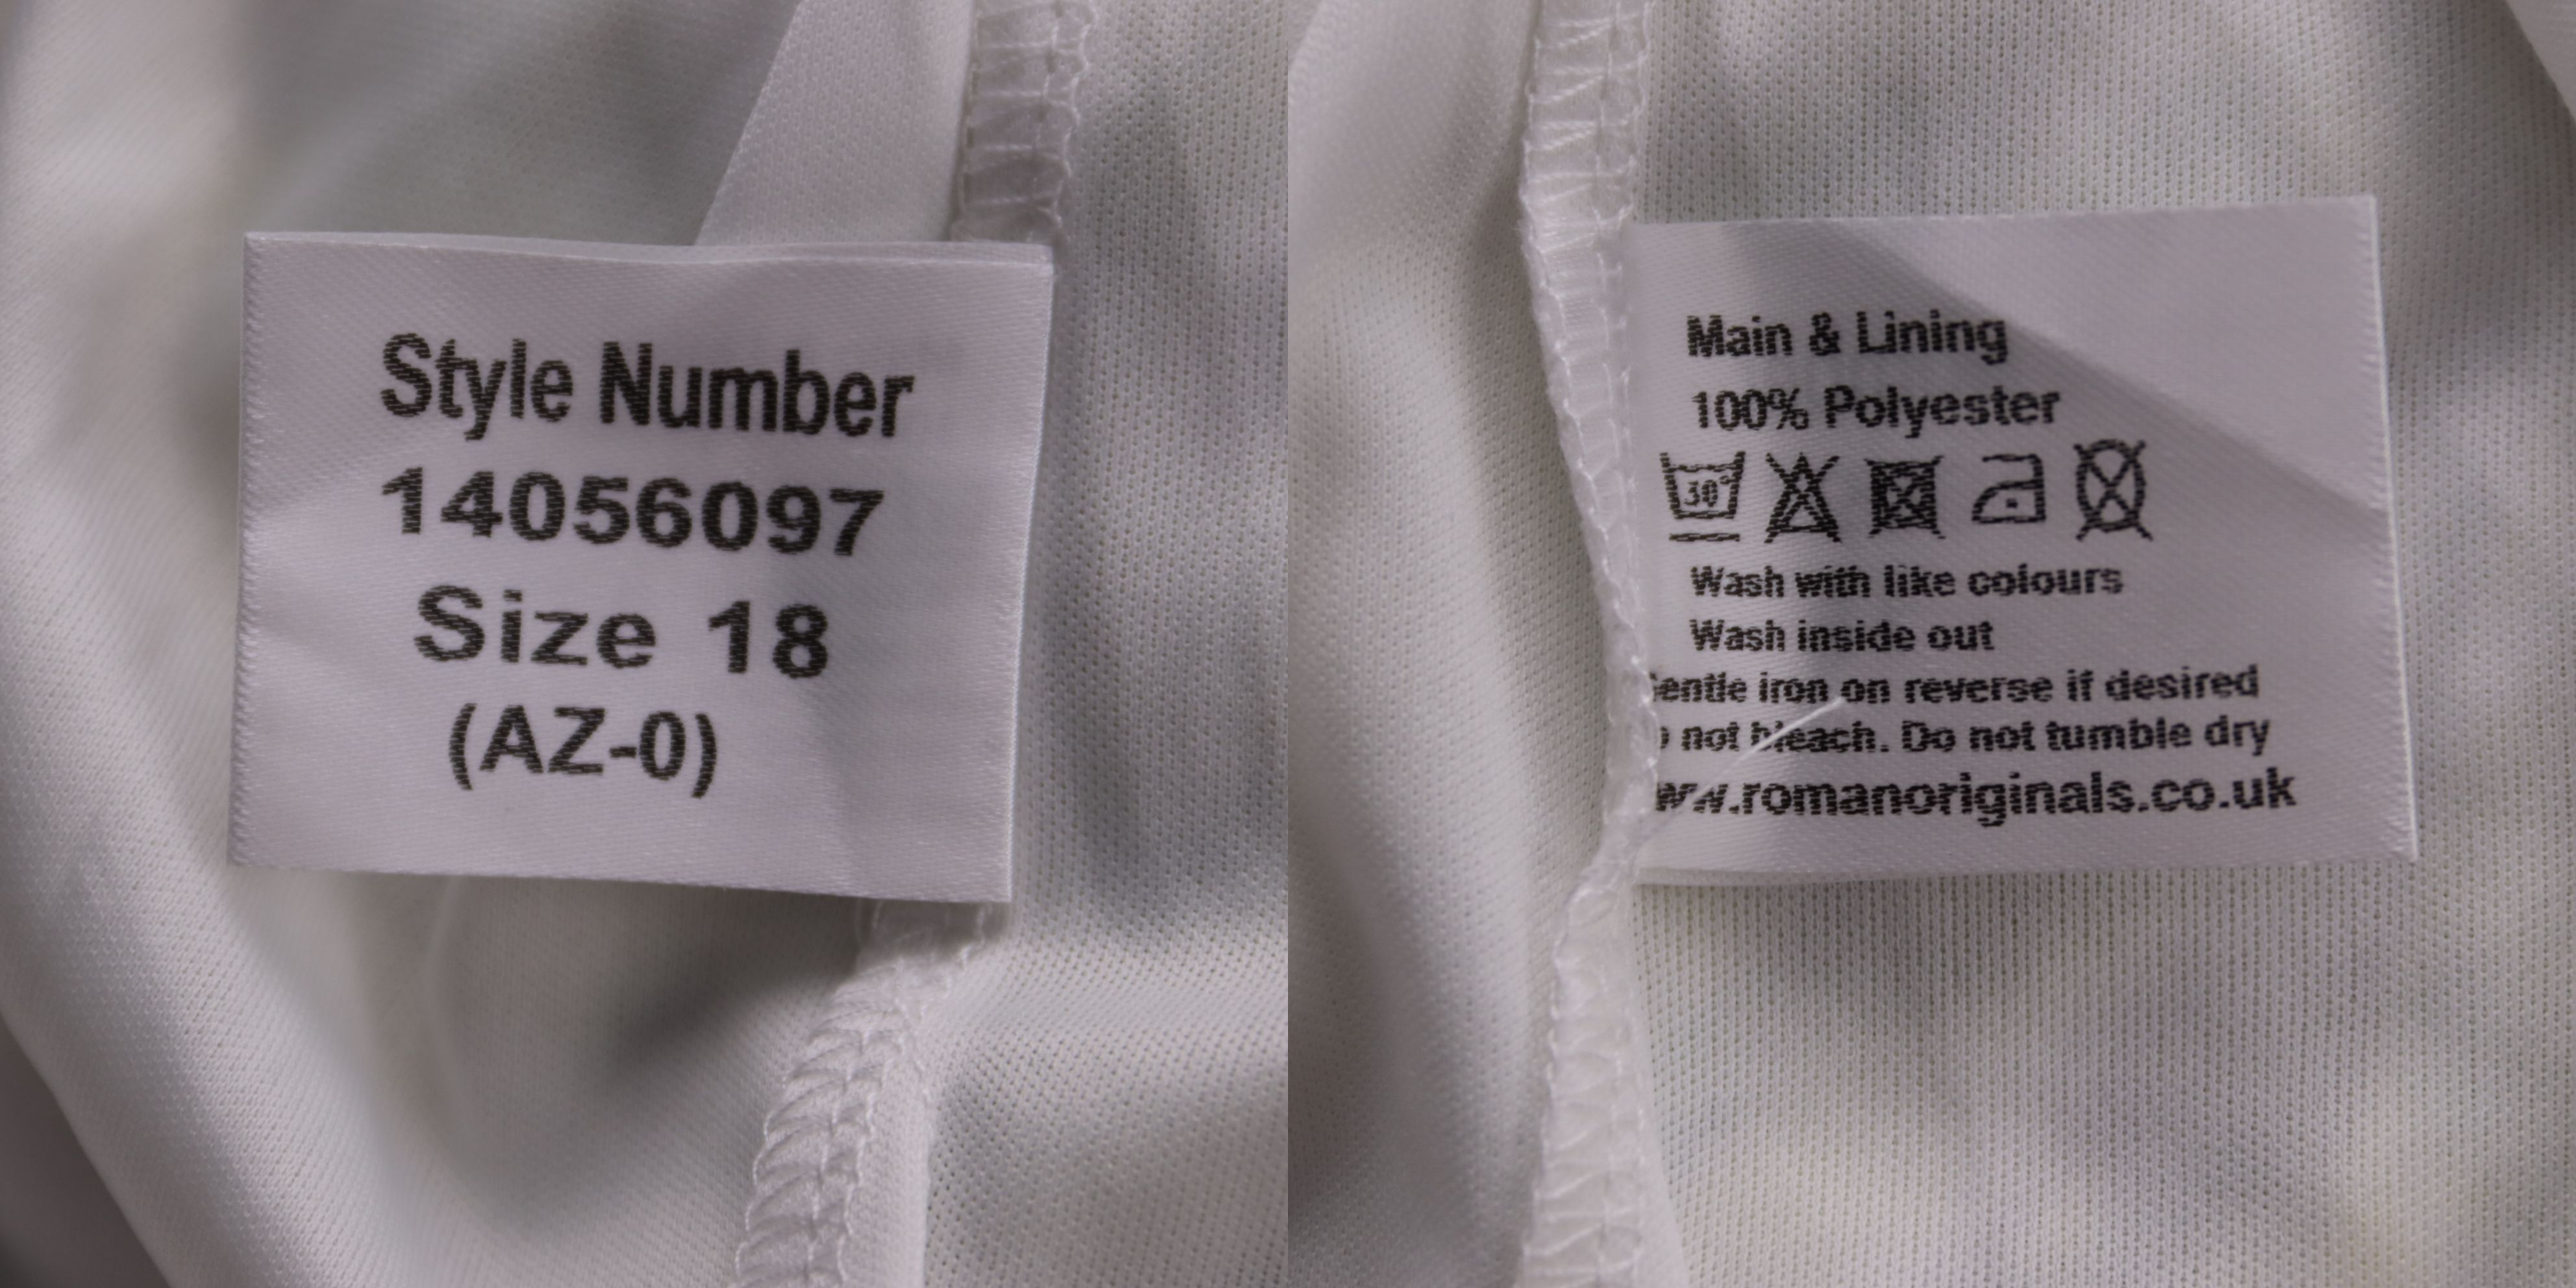 Style Number
14056097
Size 18
(AZ-0)
Main & Lining
100% Polyester
30°
Wash with like colours
Wash inside out
entle iron on reverse if desired
not bleach. Do not tumble dry
ww.romanoriginals.co.uk